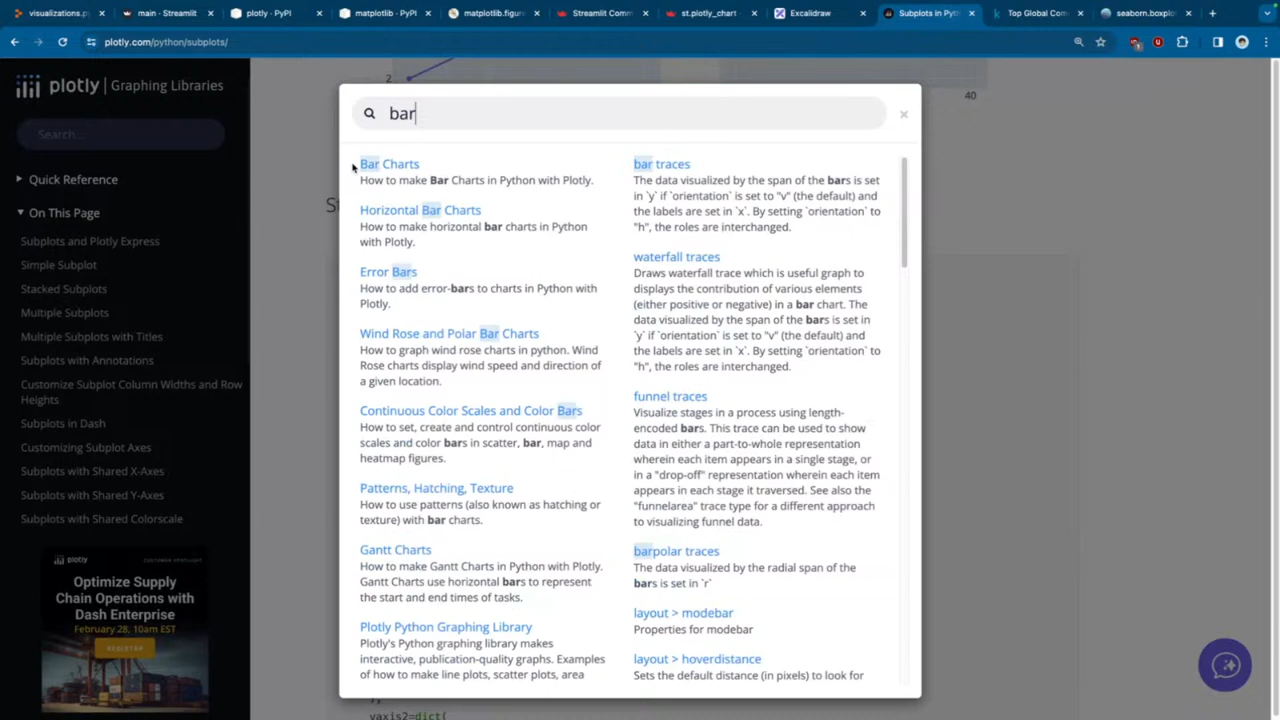 visualizations.p
main - Streamlit
plotly - PyPI
matplotlib - PyPI
matplotlib.figur
Streamlit Comm
st.plotly_chart -
Excalidraw
Subplots in Pyth
Top Global Com
seaborn.boxplo
plotly.com/python/subplots/
plotly | Graphing Libraries
Search...
Quick Reference
On This Page
Subplots and Plotly Express
Simple Subplot
Stacked Subplots
Multiple Subplots
Multiple Subplots with Titles
Subplots with Annotations
Customize Subplot Column Widths and Row
Heights
Subplots in Dash
Customizing Subplot Axes
Subplots with Shared X-Axes
Subplots with Shared Y-Axes
Subplots with Shared Colorscale
plotly
CUSTOMER SPOTLIGHT
Optimize Supply
Chain Operations with
Dash Enterprise
February 28, 10am EST
REGISTER
2
40
St
bar
Bar Charts
How to make Bar Charts in Python with Plotly.
Horizontal Bar Charts
How to make horizontal bar charts in Python
with Plotly.
Error Bars
How to add error-bars to charts in Python with
Plotly.
Wind Rose and Polar Bar Charts
How to graph wind rose charts in python. Wind
Rose charts display wind speed and direction of
a given location.
Continuous Color Scales and Color Bars
How to set, create and control continuous color
scales and color bars in scatter, bar, map and
heatmap figures.
Patterns, Hatching, Texture
How to use patterns (also known as hatching or
texture) with bar charts.
Gantt Charts
How to make Gantt Charts in Python with Plotly.
Gantt Charts use horizontal bars to represent
the start and end times of tasks.
Plotly Python Graphing Library
Plotly's Python graphing library makes
interactive, publication-quality graphs. Examples
of how to make line plots, scatter plots, area
bar traces
The data visualized by the span of the bars is set
in `y` if `orientation` is set to "v" (the default) and
the labels are set in `x`. By setting `orientation` to
"h", the roles are interchanged.
waterfall traces
Draws waterfall trace which is useful graph to
displays the contribution of various elements
(either positive or negative) in a bar chart. The
data visualized by the span of the bars is set in
`y` if `orientation` is set to "v" (the default) and
the labels are set in `x`. By setting `orientation` to
"h", the roles are interchanged.
funnel traces
Visualize stages in a process using length-
encoded bars. This trace can be used to show
data in either a part-to-whole representation
wherein each item appears in a single stage, or
in a "drop-off" representation wherein each item
appears in each stage it traversed. See also the
"funnelarea" trace type for a different approach
to visualizing funnel data.
barpolar traces
The data visualized by the radial span of the
bars is set in `r`
layout > modebar
Properties for modebar
layout > hoverdistance
Sets the default distance (in pixels) to look for
yaxis2=dict(